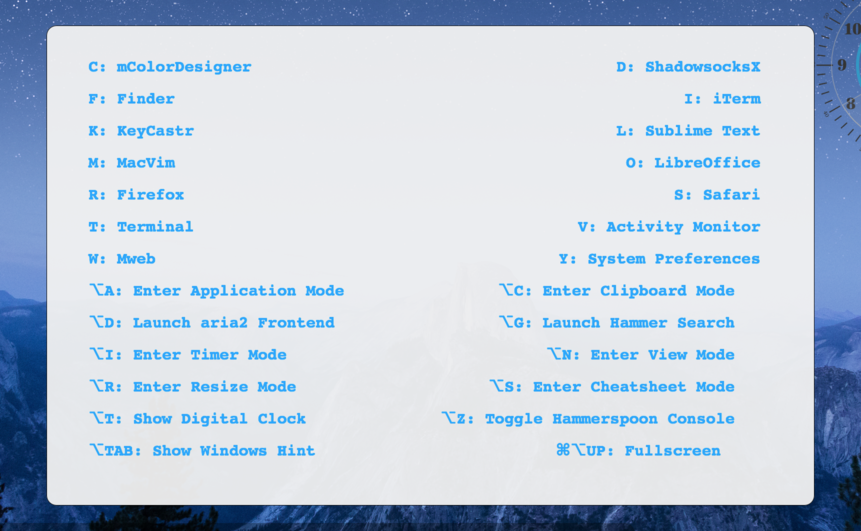 C: mColorDesigner D: ShadowsocksX
F: Finder I: iTerm
K: KeyCastr L: Sublime Text
M: MacVim O: LibreOffice
R: Firefox S: Safari
T: Terminal V: Activity Monitor
W: Mweb Y: System Preferences
⌥A: Enter Application Mode ⌥C: Enter Clipboard Mode
⌥D: Launch aria2 Frontend ⌥G: Launch Hammer Search
⌥I: Enter Timer Mode ⌥N: Enter View Mode
⌥R: Enter Resize Mode ⌥S: Enter Cheatsheet Mode
⌥T: Show Digital Clock ⌥Z: Toggle Hammerspoon Console
⌥TAB: Show Windows Hint ⌘⌥UP: Fullscreen
10
9
8